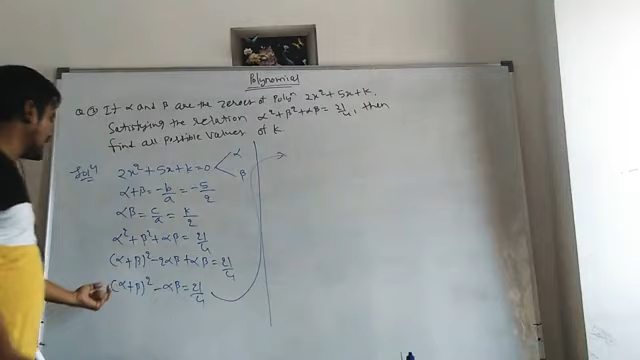 Polynomial
Q. ① If α and β are the zeroes of Polyn 2x² + 5x + k,
Satisfying the relation α² + β² + αβ = 21/4, then
find all possible values of k
Solⁿ
2x² + 5x + k = 0 < α β
α + β = -b/a = -5/2
αβ = c/a = k/2
α² + β² + αβ = 21/4
(α+β)² - 2αβ + αβ = 21/4
(α+β)² - αβ = 21/4